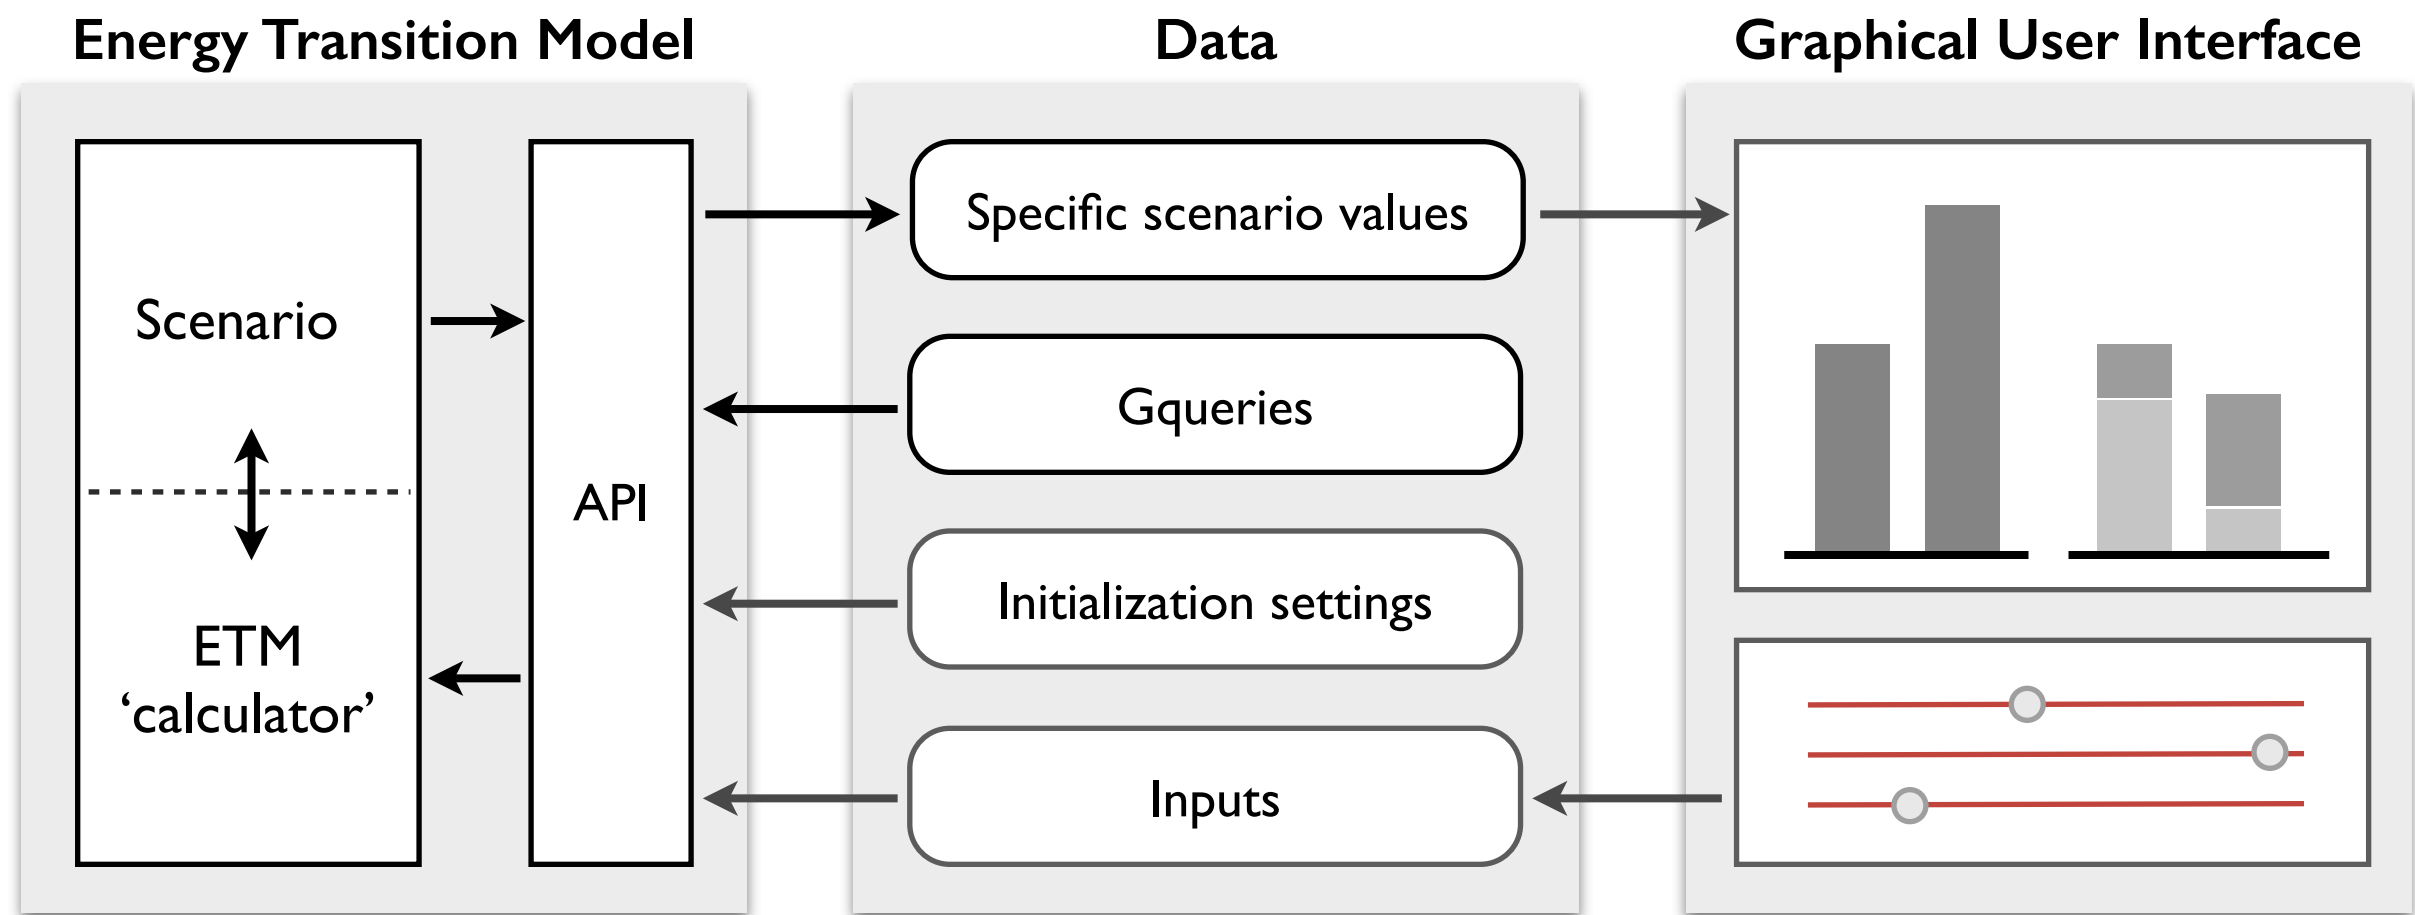 Energy Transition Model
Data
Graphical User Interface
Scenario
ETM
‘calculator’
API
Specific scenario values
Gqueries
Initialization settings
Inputs